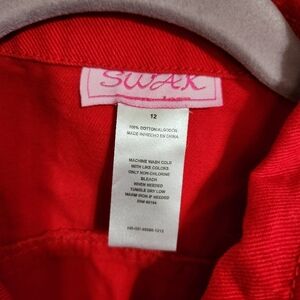 SWAK
12
100% COTTON/ALGODON
MADE IN/HECHO EN CHINA
MACHINE WASH COLD
WITH LIKE COLORS
ONLY NON-CHLORINE
BLEACH
WHEN NEEDED
TUMBLE DRY LOW
WARM IRON IF NEEDED